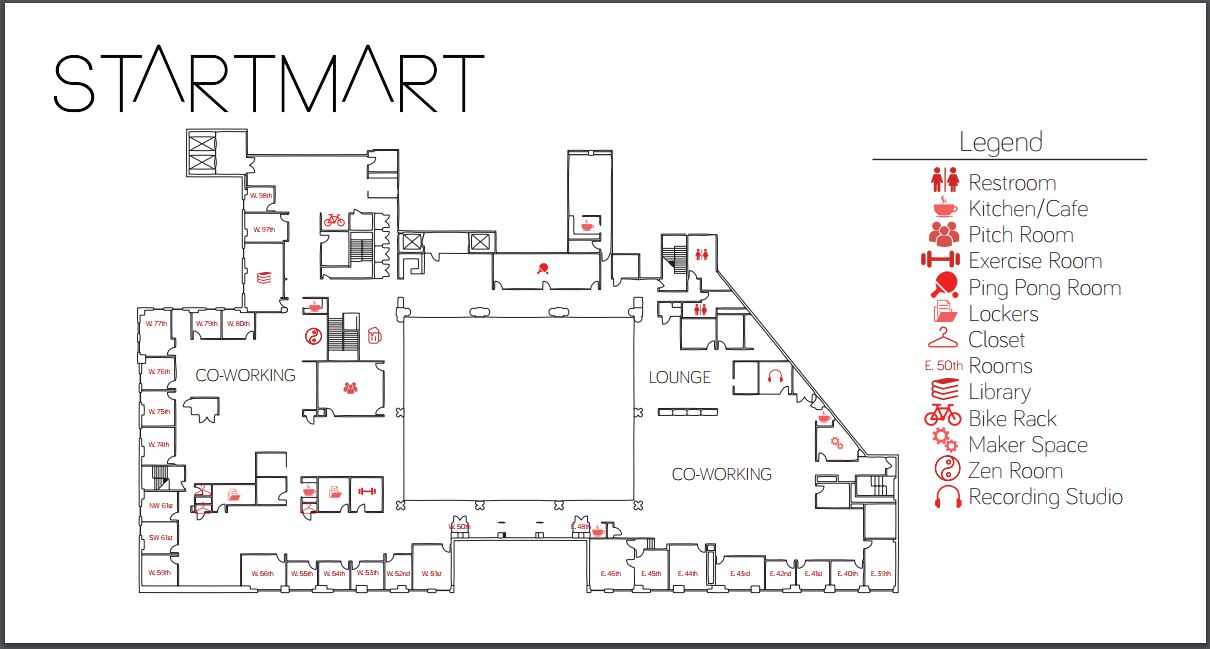 STARTMART
Legend
Restroom
Kitchen/Cafe
Pitch Room
Exercise Room
Ping Pong Room
Lockers
Closet
E. 50th Rooms
Library
Bike Rack
Maker Space
Zen Room
Recording Studio
W. 98th
W. 97th
W. 77th
W. 79th
W. 80th
W. 76th
CO-WORKING
LOUNGE
W. 75th
W. 74th
CO-WORKING
NW 61st
SW 61st
W. 50th
E. 48th
W. 59th
W. 56th
W. 55th
W. 54th
W. 53th
W. 52nd
W. 51st
E. 46th
E. 45th
E. 44th
E. 43rd
E. 42nd
E. 41st
E. 40th
E. 39th